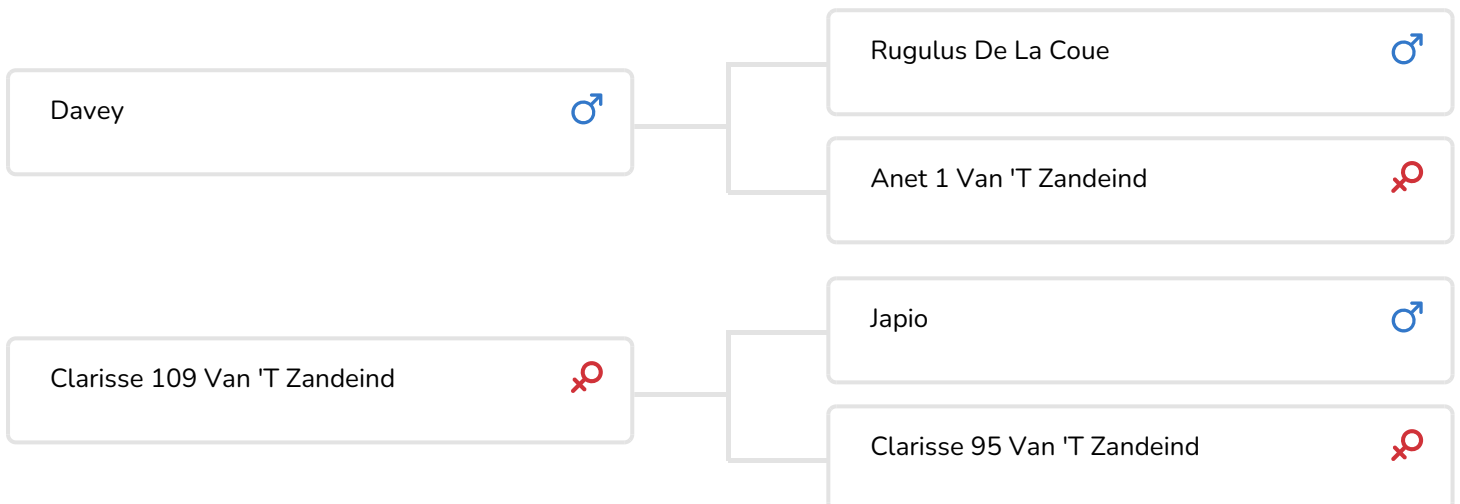 Davey
Rugulus De La Coue
Anet 1 Van 'T Zandeind
Clarisse 109 Van 'T Zandeind
Japio
Clarisse 95 Van 'T Zandeind